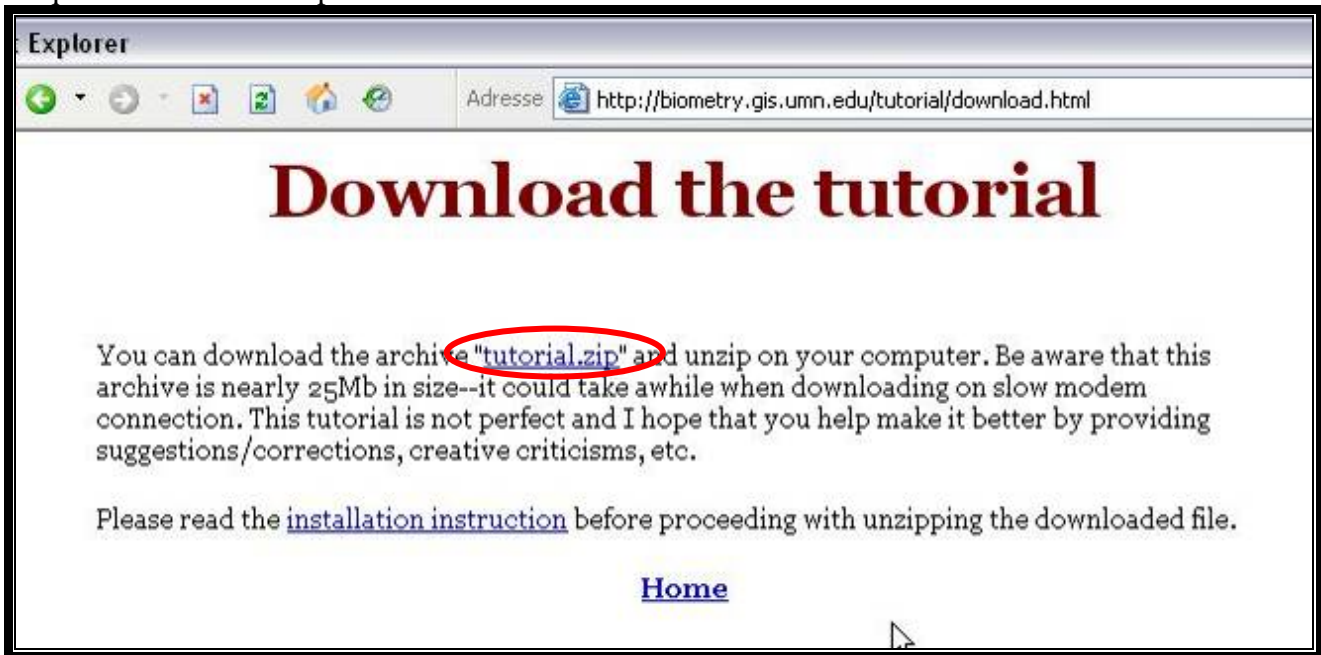 Explorer
Adresse http://biometry.gis.umn.edu/tutorial/download.html
Download the tutorial
You can download the archive "tutorial.zip" and unzip on your computer. Be aware that this
archive is nearly 25Mb in size--it could take awhile when downloading on slow modem
connection. This tutorial is not perfect and I hope that you help make it better by providing
suggestions/corrections, creative criticisms, etc.
Please read the installation instruction before proceeding with unzipping the downloaded file.
Home